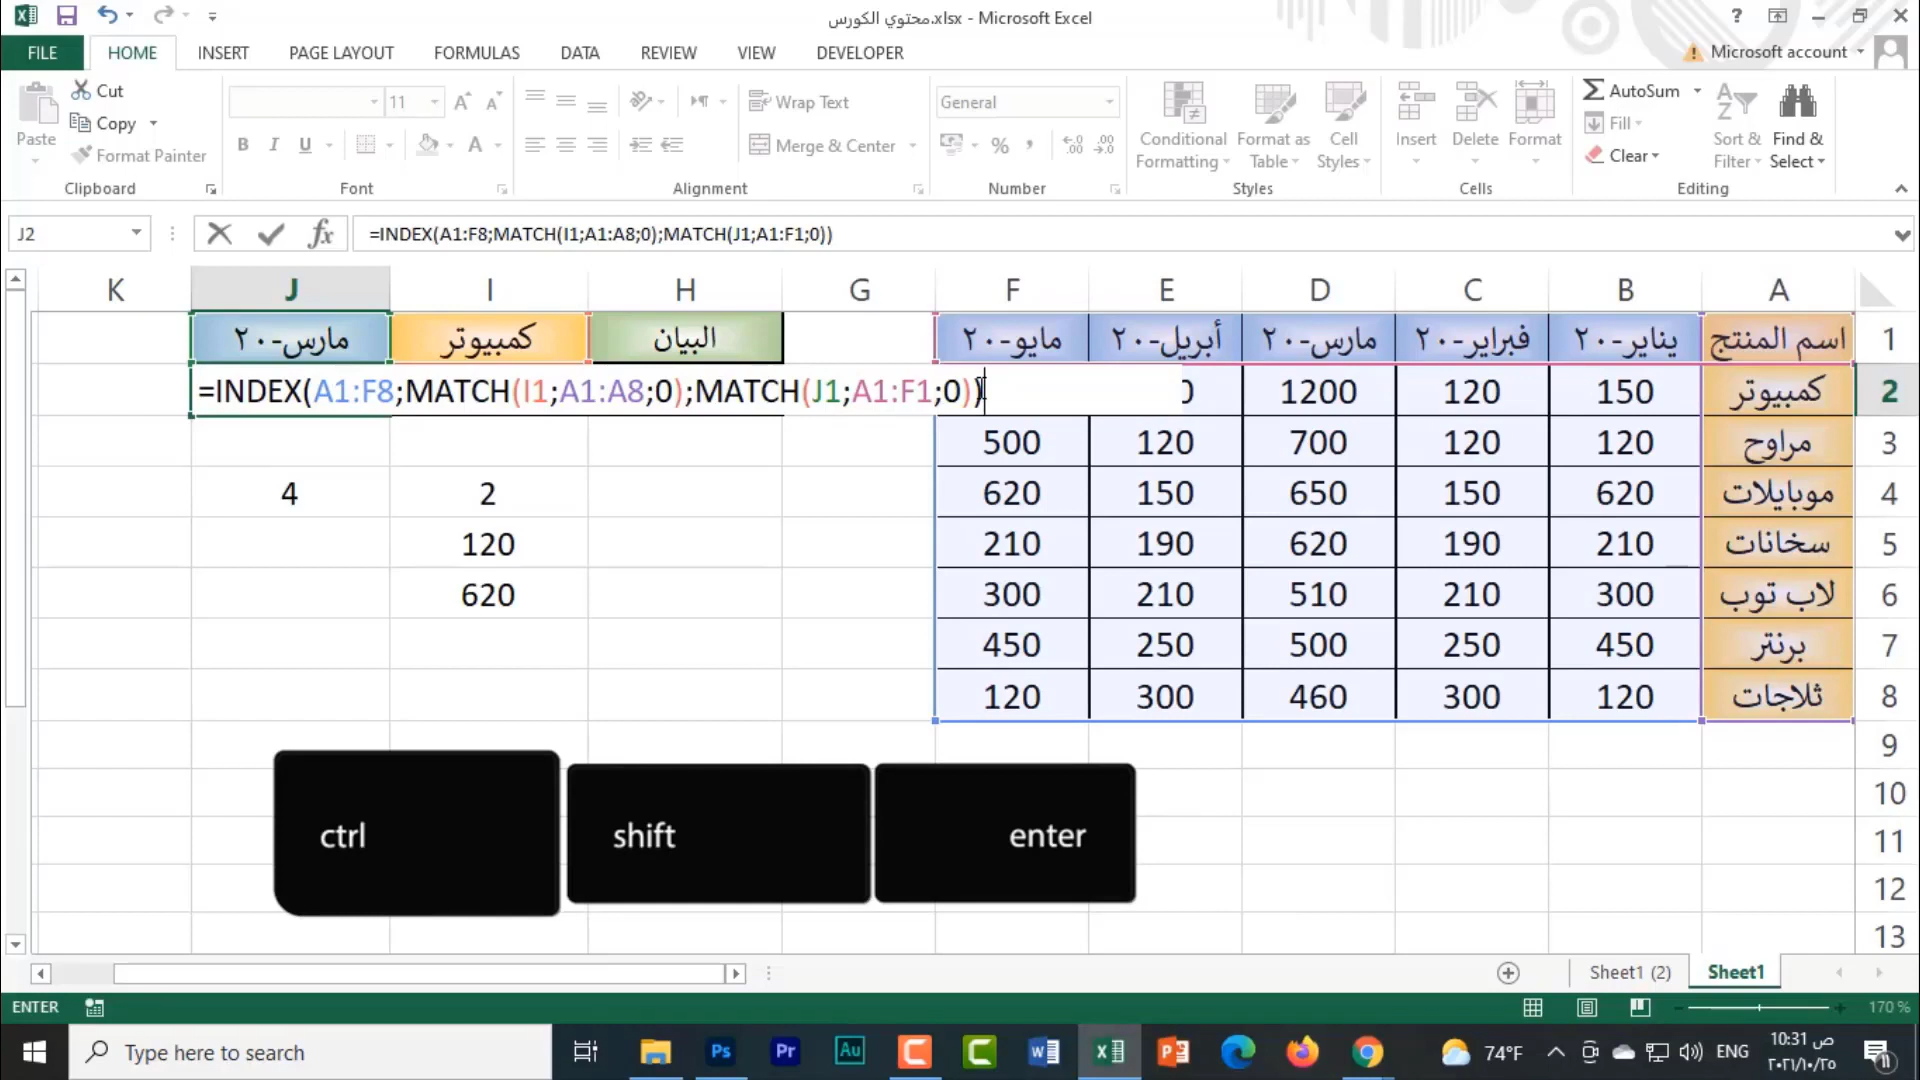 محتوي الكورس.xlsx - Microsoft Excel
?
FILE HOME INSERT PAGE LAYOUT FORMULAS DATA REVIEW VIEW DEVELOPER
Microsoft account
Paste
Cut
Copy
Format Painter
Clipboard
11
B I U
Font
Wrap Text
Merge & Center
Alignment
General
%
Number
Conditional Formatting
Format as Table
Cell Styles
Styles
Insert Delete Format
Cells
AutoSum
Fill
Clear
Sort & Filter
Find & Select
Editing
J2
fx
=INDEX(A1:F8;MATCH(I1;A1:A8;0);MATCH(J1;A1:F1;0))
K J I H G F E D C B A
مارس-٢٠ كمبيوتر البيان مايو-٢٠ أبريل-٢٠ مارس-٢٠ فبراير-٢٠ يناير-٢٠ اسم المنتج 1
=INDEX(A1:F8;MATCH(I1;A1:A8;0);MATCH(J1;A1:F1;0)) 0 1200 120 150 كمبيوتر 2
500 120 700 120 120 مراوح 3
4 2 620 150 650 150 620 موبايلات 4
120 210 190 620 190 210 سخانات 5
620 300 210 510 210 300 لاب توب 6
450 250 500 250 450 برنتر 7
120 300 460 300 120 ثلاجات 8
9
10
11
12
13
ctrl shift enter
Sheet1 (2) Sheet1
ENTER
170 %
Type here to search
Ps Pr Au
74°F
ENG
10:31 ص
٢٠٢١/١٠/٢٥